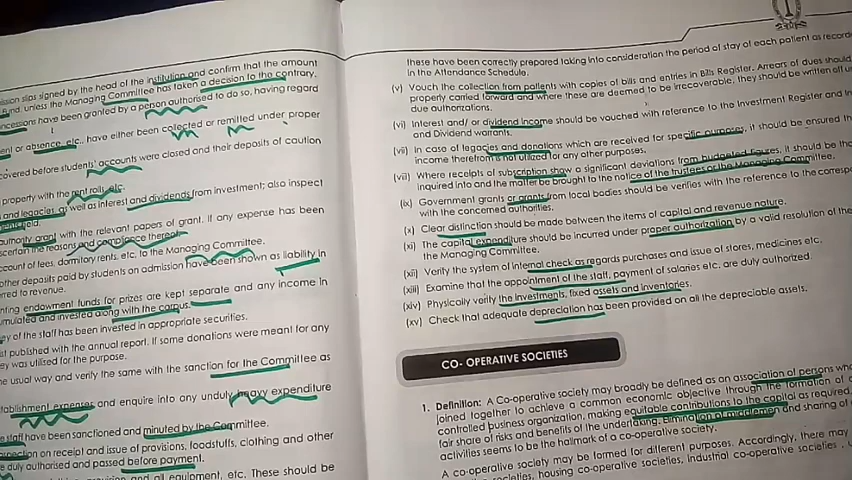 ission slips signed by the head of the institution and confirm that the amount
Fund, unless the Managing Committee has taken a decision to the contrary.
ncessions have been granted by a person authorised to do so, having regard
ent or absence, etc., have either been collected or remitted under proper
covered before students' accounts were closed and their deposits of caution
property with the rent rolls, etc.
and legacies as well as interest and dividends from investment; also inspect
held.
authority grant with the relevant papers of grant. If any expense has been
scertain the reasons and compliance thereof.
count of fees, dormitory rents, etc. to the Managing Committee.
other deposits paid by students on admission have been shown as liability in
rred to revenue.
nting endowment funds for prizes are kept separate and any income in
umulated and invested along with the corpus.
ey of the staff has been invested in appropriate securities.
st published with the annual report. If some donations were meant for any
ey was utilised for the purpose.
he usual way and verify the same with the sanction for the Committee as
tablishment expenses and enquire into any unduly heavy expenditure
e staff have been sanctioned and minuted by the Committee.
spection on receipt and issue of provisions, foodstuffs, clothing and other
e duly authorised and passed before payment.
provision and all equipment, etc. These should be
1
these have been correctly prepared taking into consideration the period of stay of each patient as record
in the Attendance Schedule.
(v) Vouch the collection from patients with copies of bills and entries in Bills Register. Arrears of dues should
properly carried forward and where these are deemed to be irrecoverable, they should be written off u
due authorizations.
(vi) Interest and/ or dividend income should be vouched with reference to the Investment Register and In
and Dividend warrants.
(vii) In case of legacies and donations which are received for specific purposes, it should be ensured th
income therefrom is not utilized for any other purposes.
(vii) Where receipts of subscription show a significant deviations from budgeted figures, it should be tho
inquired into and the matter be brought to the notice of the trustees or the Managing Committee.
(ix) Government grants or grants from local bodies should be verifies with the reference to the corresp
with the concerned authorities.
(x) Clear distinction should be made between the items of capital and revenue nature.
(xi) The capital expenditure should be incurred under proper authorization by a valid resolution of the
the Managing Committee.
(xii) Verify the system of internal check as regards purchases and issue of stores, medicines etc.
(xiii) Examine that the appointment of the staff, payment of salaries etc. are duly authorized
(xiv) Physically verify the investments, fixed assets and inventories.
(xv) Check that adequate depreciation has been provided on all the depreciable assets.
CO- OPERATIVE SOCIETIES
1. Definition: A Co-operative society may broadly be defined as an association of persons who
joined together to achieve a common economic objective through the formation of a
controlled business organization, making equitable contributions to the capital as required,
fair share of risks and benefits of the undertaking. Elimination of middlemen and sharing of
activities seems to be the hallmark of a co-operative society.
A co-operative society may be formed for different purposes. Accordingly, there may
societies, housing co-operative societies, industrial co-operative societies ,